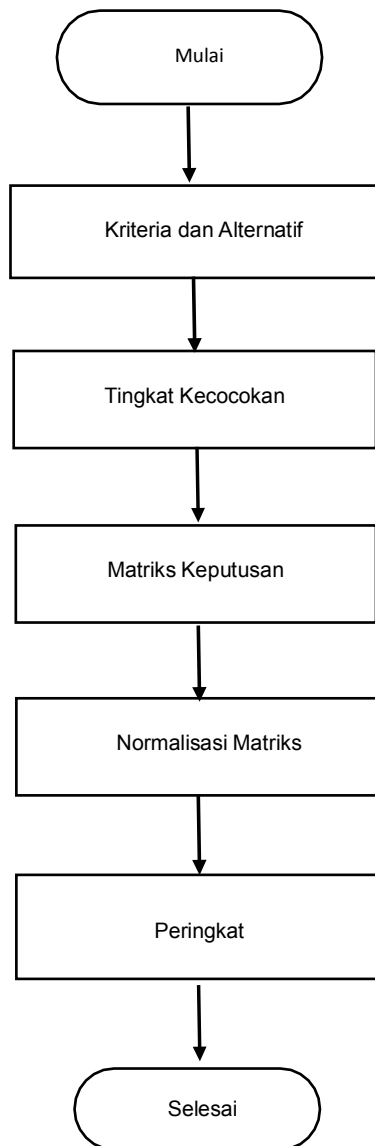 Mulai
Kriteria dan Alternatif
Tingkat Kecocokan
Matriks Keputusan
Normalisasi Matriks
Peringkat
Selesai